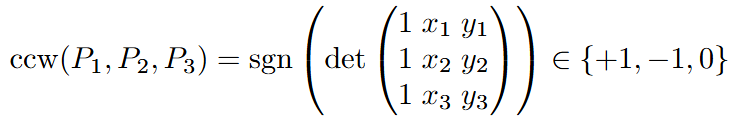 ccw(P₁, P₂, P₃) = sgn ( det ( 1 x₁ y₁
1 x₂ y₂
1 x₃ y₃ ) ) ∈ {+1, −1, 0}